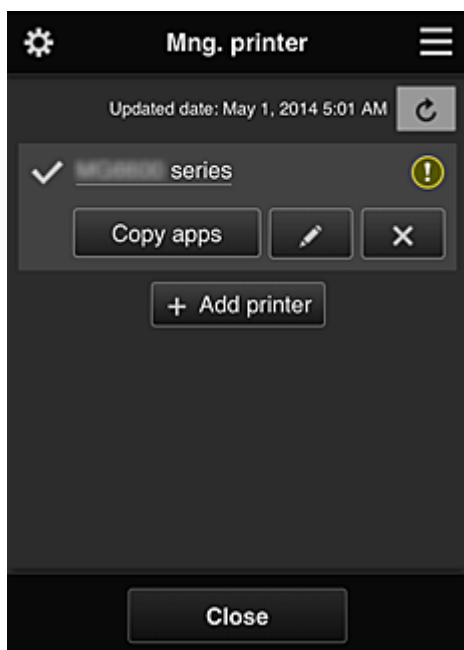 Mng. printer
Updated date: May 1, 2014 5:01 AM
series
Copy apps
+ Add printer
Close